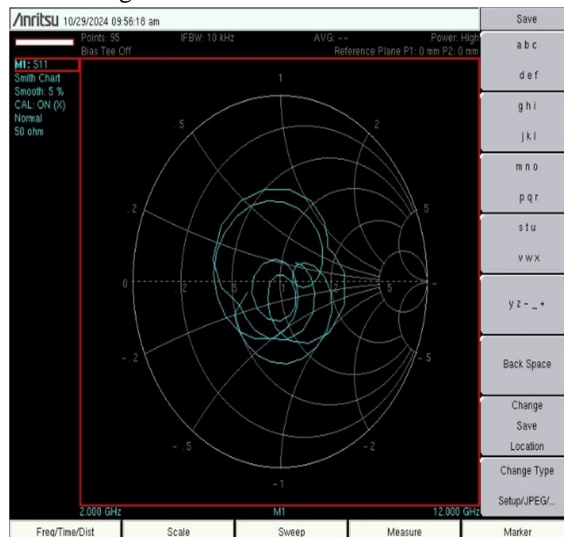 Anritsu 10/29/2024 09:56:18 am
Save
Points: 95 IFBW: 10 kHz AVG: -- Power: High
Bias Tee Off Reference Plane P1: 0 mm P2: 0 mm
M1: S11
Smith Chart
Smooth: 5 %
CAL: ON (X)
Normal
50 ohm
1
.5 2
.2 5
0 .2 .5 1 2 5 -
-.2 -5
-.5 -2
-1
2.000 GHz M1 12.000 GHz
a b c
d e f
g h i
j k l
m n o
p q r
s t u
v w x
y z - _ +
Back Space
Change
Save
Location
Change Type
Setup/JPEG/...
Freq/Time/Dist Scale Sweep Measure Marker